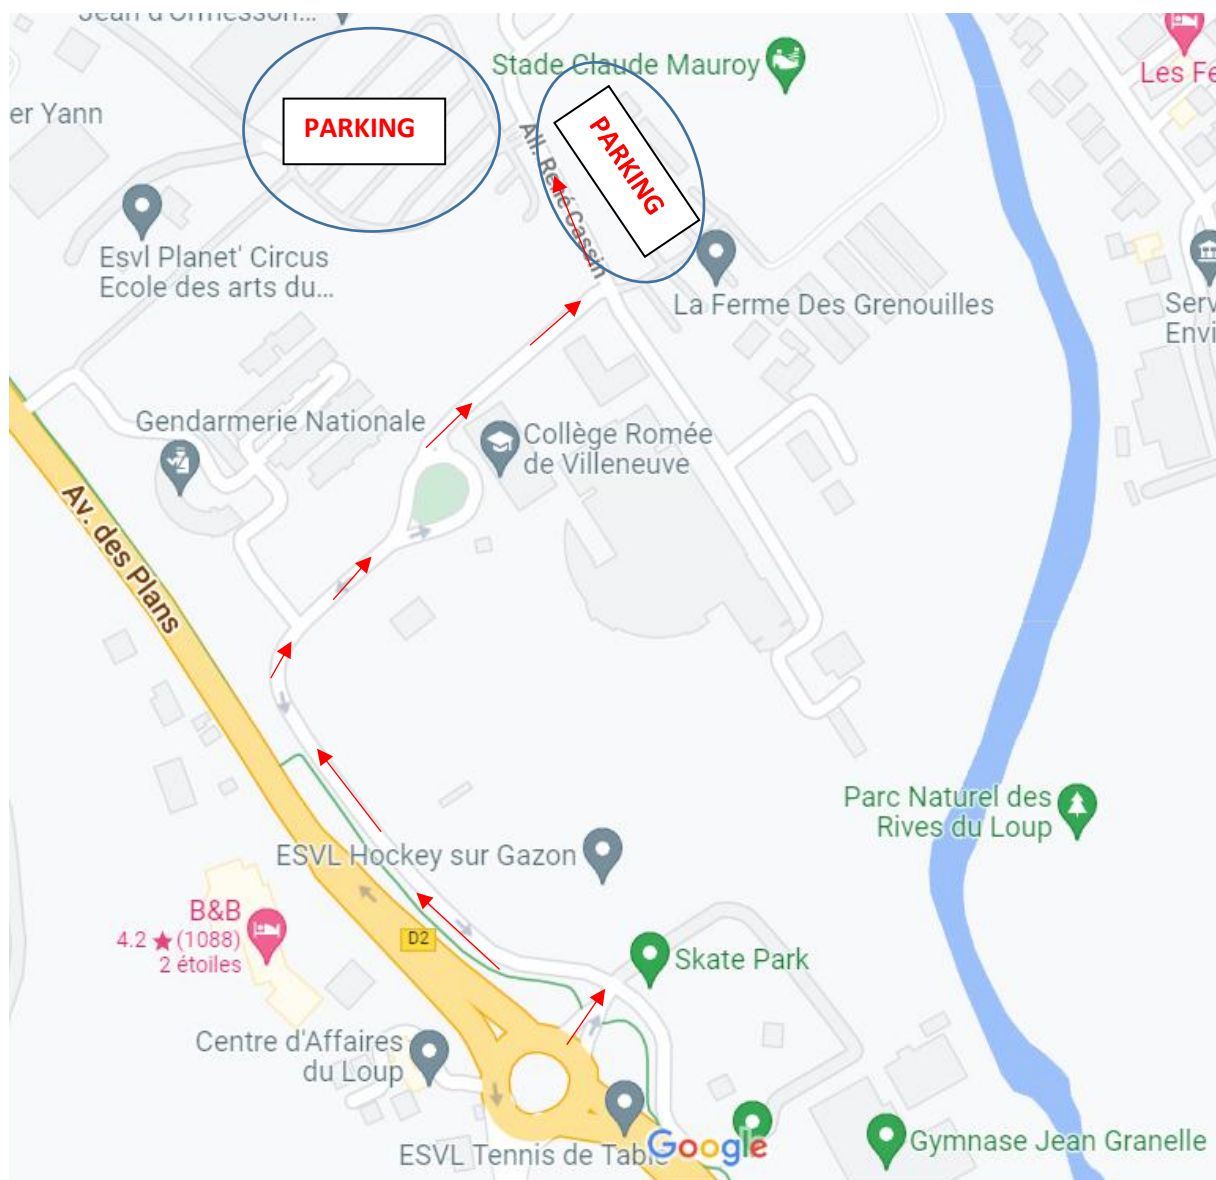 Jean d'Ormesson...
Stade Claude Mauroy
Les Fe
er Yann
PARKING
PARKING
All. René Cassin
Esvl Planet' Circus
Ecole des arts du...
La Ferme Des Grenouilles
Serv
Envi
Gendarmerie Nationale
Collège Romée
de Villeneuve
Av. des Plans
Parc Naturel des
Rives du Loup
ESVL Hockey sur Gazon
B&B
4.2 ★ (1088)
2 étoiles
D2
Skate Park
Centre d'Affaires
du Loup
ESVL Tennis de Table
Google
Gymnase Jean Granelle